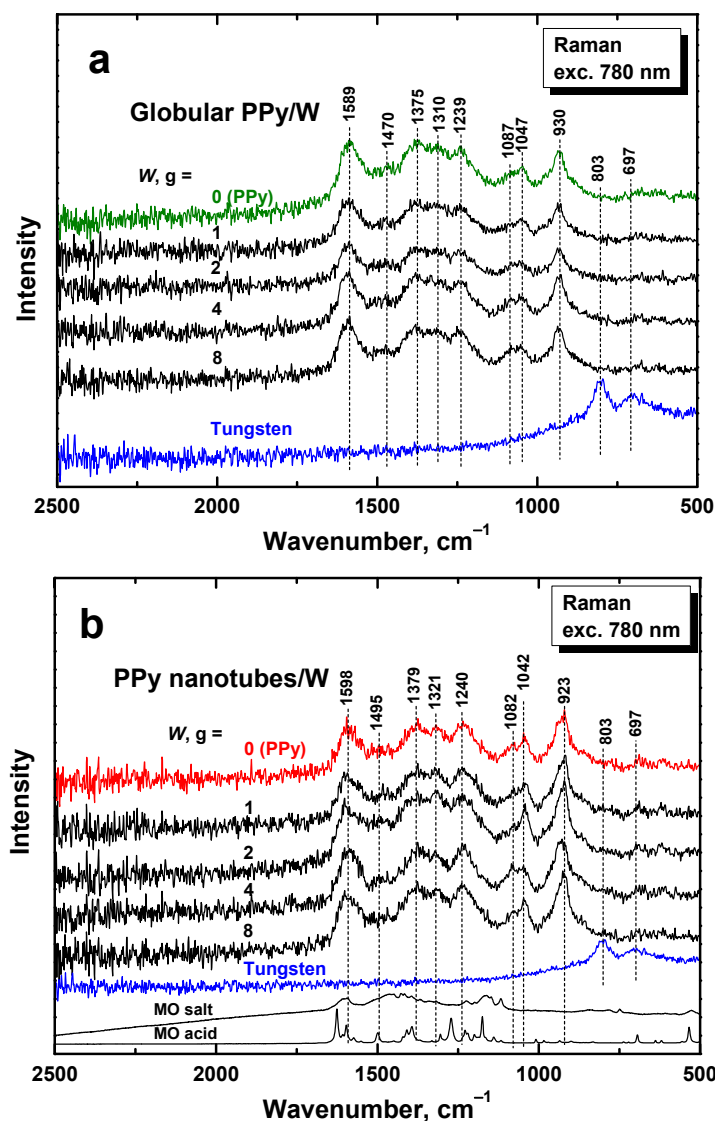 a
Raman
exc. 780 nm
Globular PPy/W
1589
1470
1375
1310
1239
1087
1047
930
803
697
W, g =
0 (PPy)
1
2
4
8
Tungsten
Intensity
2500 2000 1500 1000 500
Wavenumber, cm–1
b
Raman
exc. 780 nm
PPy nanotubes/W
1598
1495
1379
1321
1240
1082
1042
923
803
697
W, g =
0 (PPy)
1
2
4
8
Tungsten
MO salt
MO acid
Intensity
2500 2000 1500 1000 500
Wavenumber, cm–1